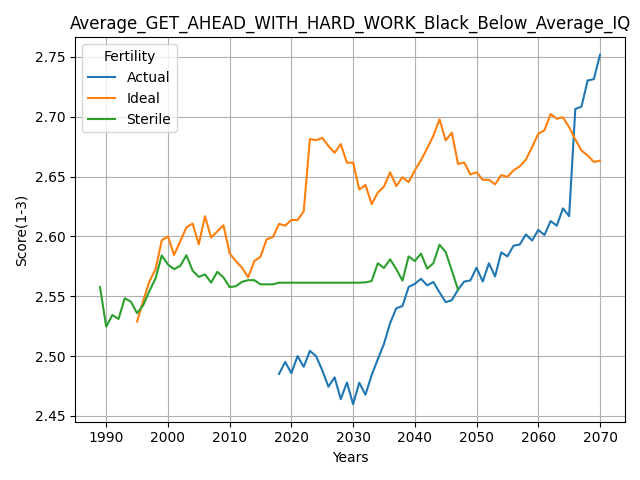 Average_GET_AHEAD_WITH_HARD_WORK_Black_Below_Average_IQ
Fertility
Actual
Ideal
Sterile
Score(1-3)
2.75
2.70
2.65
2.60
2.55
2.50
2.45
1990 2000 2010 2020 2030 2040 2050 2060 2070
Years